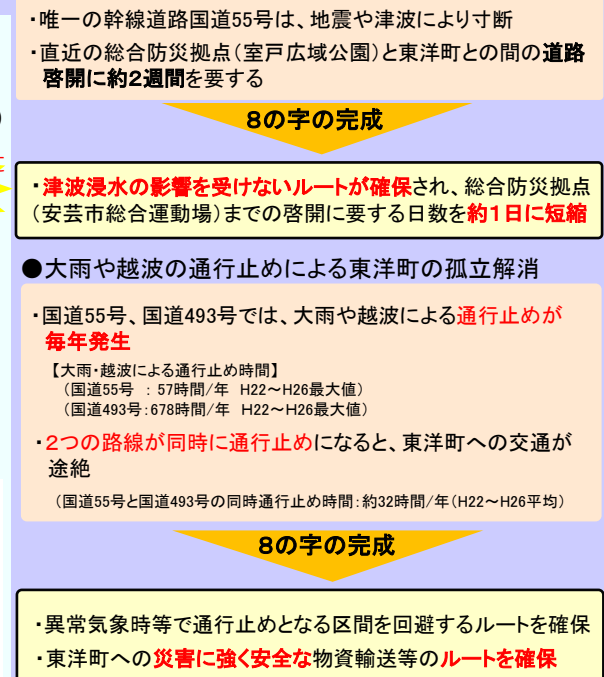 ・唯一の幹線道路国道55号は、地震や津波により寸断
・直近の総合防災拠点（室戸広域公園）と東洋町との間の道路
啓開に約2週間を要する
8の字の完成
・津波浸水の影響を受けないルートが確保され、総合防災拠点
（安芸市総合運動場）までの啓開に要する日数を約1日に短縮
●大雨や越波の通行止めによる東洋町の孤立解消
・国道55号、国道493号では、大雨や越波による通行止めが
毎年発生
【大雨・越波による通行止め時間】
（国道55号 ： 57時間/年 H22～H26最大値）
（国道493号：678時間/年 H22～H26最大値）
・2つの路線が同時に通行止めになると、東洋町への交通が
途絶
（国道55号と国道493号の同時通行止め時間：約32時間/年（H22～H26平均）
8の字の完成
・異常気象時等で通行止めとなる区間を回避するルートを確保
・東洋町への災害に強く安全な物資輸送等のルートを確保